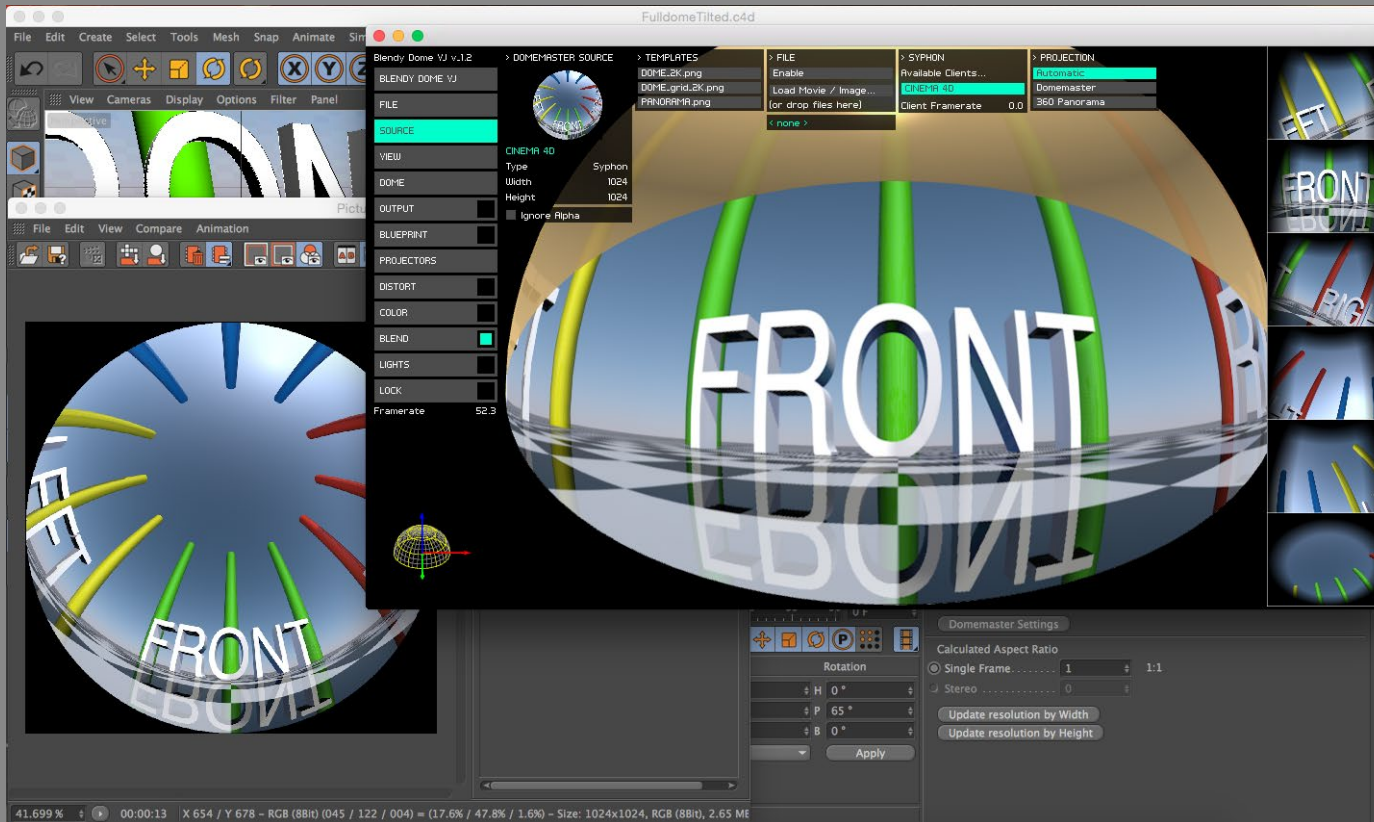 FulldomeTilted.c4d
File Edit Create Select Tools Mesh Snap Animate
View Cameras Display Options Filter Panel
Perspective
File Edit View Compare Animation
Blendy Dome VJ v.1.2
BLENDY DOME VJ
FILE
SOURCE
VIEW
DOME
OUTPUT
BLUEPRINT
PROJECTORS
DISTORT
COLOR
BLEND
LIGHTS
LOCK
Framerate 52.3
> DOMEMASTER SOURCE
CINEMA 4D
Type Syphon
Width 1024
Height 1024
Ignore Alpha
> TEMPLATES
DOME_2K.png
DOME_grid_2K.png
PANORAMA.png
> FILE
Enable
Load Movie / Image...
(or drop files here)
< none >
> SYPHON
Available Clients...
CINEMA 4D
Client Framerate 0.0
> PROJECTION
Automatic
Domemaster
360 Panorama
FRONT
FRONT
FRONT
Rotation
H 0 °
P 65 °
B 0 °
Apply
Domemaster Settings
Calculated Aspect Ratio
Single Frame 1 1:1
Stereo 0
Update resolution by Width
Update resolution by Height
41.699 % 00:00:13 X 654 / Y 678 – RGB (8Bit) (045 / 122 / 004) = (17.6% / 47.8% / 1.6%) – Size: 1024x1024, RGB (8Bit), 2.65 MB